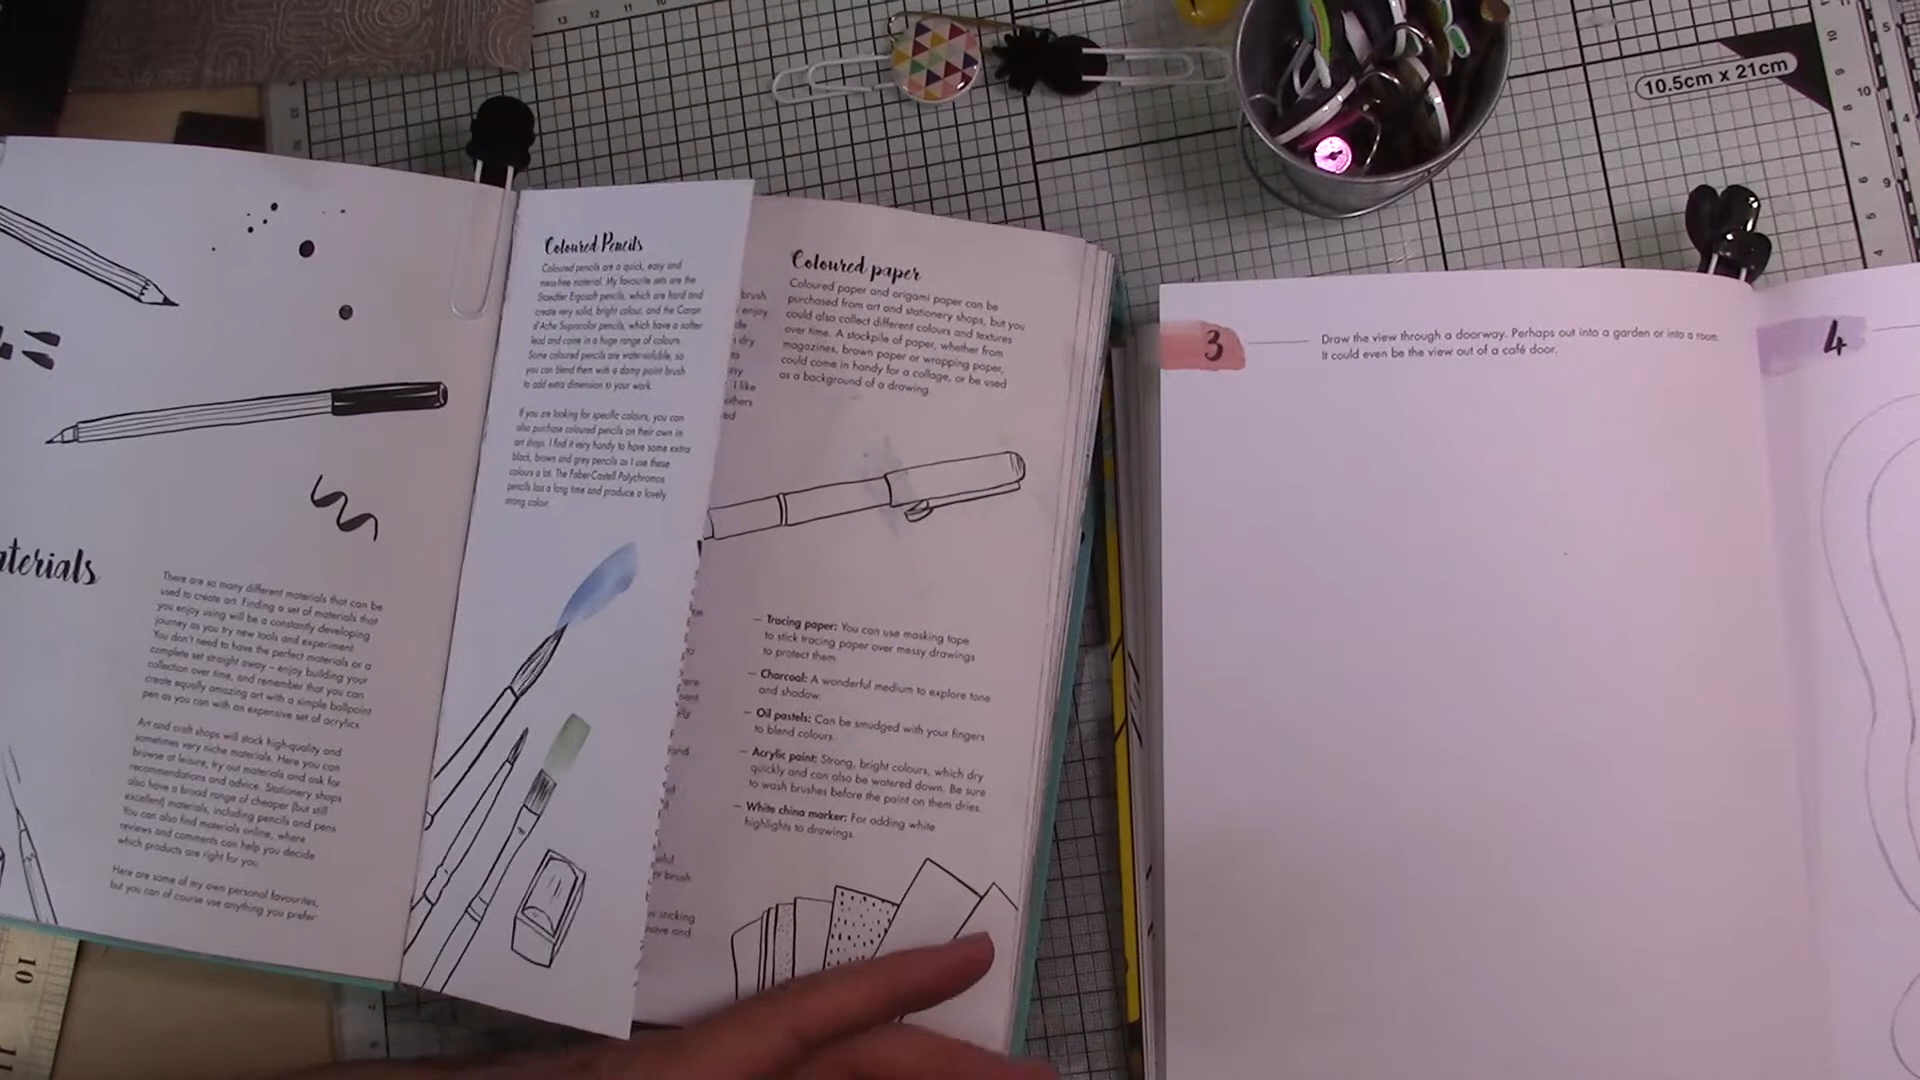 10.5cm x 21cm
aterials
There are so many different materials that can be
used to create art. Finding a set of materials that
you enjoy using will be a constantly developing
journey as you try new tools and experiment.
You don't need to have the perfect materials or a
complete set straight away – enjoy building your
collection over time, and remember that you can
create equally amazing art with a simple ballpoint
pen as you can with an expensive set of acrylics.
Art and craft shops will stock high-quality and
sometimes very niche materials. Here you can
browse at leisure, try out materials and ask for
recommendations and advice. Stationery shops
also have a broad range of cheaper (but still
excellent) materials, including pencils and pens.
You can also find materials online, where
reviews and comments can help you decide
which products are right for you.
Here are some of my own personal favourites,
but you can of course use anything you prefer.
Coloured Pencils
Coloured pencils are a quick, easy and
mess-free material. My favourite sets are the
Staedtler Ergosoft pencils, which are hard and
create very solid, bright colour, and the Caran
d'Ache Supracolor pencils, which have a softer
lead and come in a huge range of colours.
Some coloured pencils are water-soluble, so
you can blend them with a damp paint brush
to add extra dimension to your work.
If you are looking for specific colours, you can
also purchase coloured pencils on their own in
art shops. I find it very handy to have some extra
black, brown and grey pencils as I use these
colours a lot. The Faber-Castell Polychromos
pencils last a long time and produce a lovely
strong colour.
brush
enjoy
dry
to
I like
Coloured paper
Coloured paper and origami paper can be
purchased from art and stationery shops, but you
could also collect different colours and textures
over time. A stockpile of paper, whether from
magazines, brown paper or wrapping paper,
could come in handy for a collage, or be used
as a background of a drawing.
– Tracing paper: You can use masking tape
to stick tracing paper over messy drawings
to protect them.
– Charcoal: A wonderful medium to explore tone
and shadow.
– Oil pastels: Can be smudged with your fingers
to blend colours.
– Acrylic paint: Strong, bright colours, which dry
quickly and can also be watered down. Be sure
to wash brushes before the paint on them dries.
– White china marker: For adding white
highlights to drawings.
or brush
sticking
and
3
Draw the view through a doorway. Perhaps out into a garden or into a room.
It could even be the view out of a café door.
4